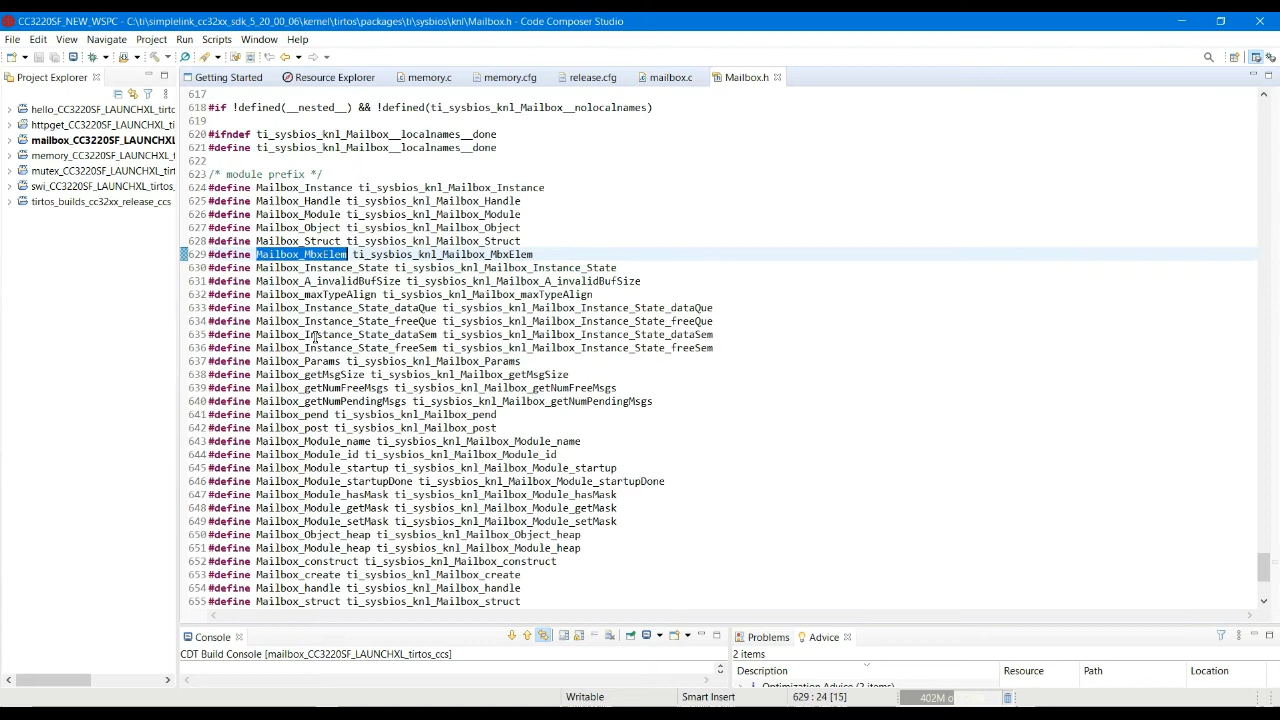 CC3220SF_NEW_WSPC - C:\ti\simplelink_cc32xx_sdk_5_20_00_06\kernel\tirtos\packages\ti\sysbios\knl\Mailbox.h - Code Composer Studio
File Edit View Navigate Project Run Scripts Window Help
Project Explorer
Getting Started Resource Explorer memory.c memory.cfg release.cfg mailbox.c Mailbox.h
hello_CC3220SF_LAUNCHXL_tirto
httpget_CC3220SF_LAUNCHXL_ti
mailbox_CC3220SF_LAUNCHXL
memory_CC3220SF_LAUNCHXL_t
mutex_CC3220SF_LAUNCHXL_tirt
swi_CC3220SF_LAUNCHXL_tirtos_
tirtos_builds_cc32xx_release_ccs
617
618 #if !defined(__nested__) && !defined(ti_sysbios_knl_Mailbox__nolocalnames)
619
620 #ifndef ti_sysbios_knl_Mailbox__localnames__done
621 #define ti_sysbios_knl_Mailbox__localnames__done
622
623 /* module prefix */
624 #define Mailbox_Instance ti_sysbios_knl_Mailbox_Instance
625 #define Mailbox_Handle ti_sysbios_knl_Mailbox_Handle
626 #define Mailbox_Module ti_sysbios_knl_Mailbox_Module
627 #define Mailbox_Object ti_sysbios_knl_Mailbox_Object
628 #define Mailbox_Struct ti_sysbios_knl_Mailbox_Struct
629 #define Mailbox_MbxElem ti_sysbios_knl_Mailbox_MbxElem
630 #define Mailbox_Instance_State ti_sysbios_knl_Mailbox_Instance_State
631 #define Mailbox_A_invalidBufSize ti_sysbios_knl_Mailbox_A_invalidBufSize
632 #define Mailbox_maxTypeAlign ti_sysbios_knl_Mailbox_maxTypeAlign
633 #define Mailbox_Instance_State_dataQue ti_sysbios_knl_Mailbox_Instance_State_dataQue
634 #define Mailbox_Instance_State_freeQue ti_sysbios_knl_Mailbox_Instance_State_freeQue
635 #define Mailbox_Instance_State_dataSem ti_sysbios_knl_Mailbox_Instance_State_dataSem
636 #define Mailbox_Instance_State_freeSem ti_sysbios_knl_Mailbox_Instance_State_freeSem
637 #define Mailbox_Params ti_sysbios_knl_Mailbox_Params
638 #define Mailbox_getMsgSize ti_sysbios_knl_Mailbox_getMsgSize
639 #define Mailbox_getNumFreeMsgs ti_sysbios_knl_Mailbox_getNumFreeMsgs
640 #define Mailbox_getNumPendingMsgs ti_sysbios_knl_Mailbox_getNumPendingMsgs
641 #define Mailbox_pend ti_sysbios_knl_Mailbox_pend
642 #define Mailbox_post ti_sysbios_knl_Mailbox_post
643 #define Mailbox_Module_name ti_sysbios_knl_Mailbox_Module_name
644 #define Mailbox_Module_id ti_sysbios_knl_Mailbox_Module_id
645 #define Mailbox_Module_startup ti_sysbios_knl_Mailbox_Module_startup
646 #define Mailbox_Module_startupDone ti_sysbios_knl_Mailbox_Module_startupDone
647 #define Mailbox_Module_hasMask ti_sysbios_knl_Mailbox_Module_hasMask
648 #define Mailbox_Module_getMask ti_sysbios_knl_Mailbox_Module_getMask
649 #define Mailbox_Module_setMask ti_sysbios_knl_Mailbox_Module_setMask
650 #define Mailbox_Object_heap ti_sysbios_knl_Mailbox_Object_heap
651 #define Mailbox_Module_heap ti_sysbios_knl_Mailbox_Module_heap
652 #define Mailbox_construct ti_sysbios_knl_Mailbox_construct
653 #define Mailbox_create ti_sysbios_knl_Mailbox_create
654 #define Mailbox_handle ti_sysbios_knl_Mailbox_handle
655 #define Mailbox_struct ti_sysbios_knl_Mailbox_struct
Console
CDT Build Console [mailbox_CC3220SF_LAUNCHXL_tirtos_ccs]
Problems Advice
2 items
Description Resource Path Location
Optimization Advice (2 items)
Writable Smart Insert 629 : 24 [15] 402M o